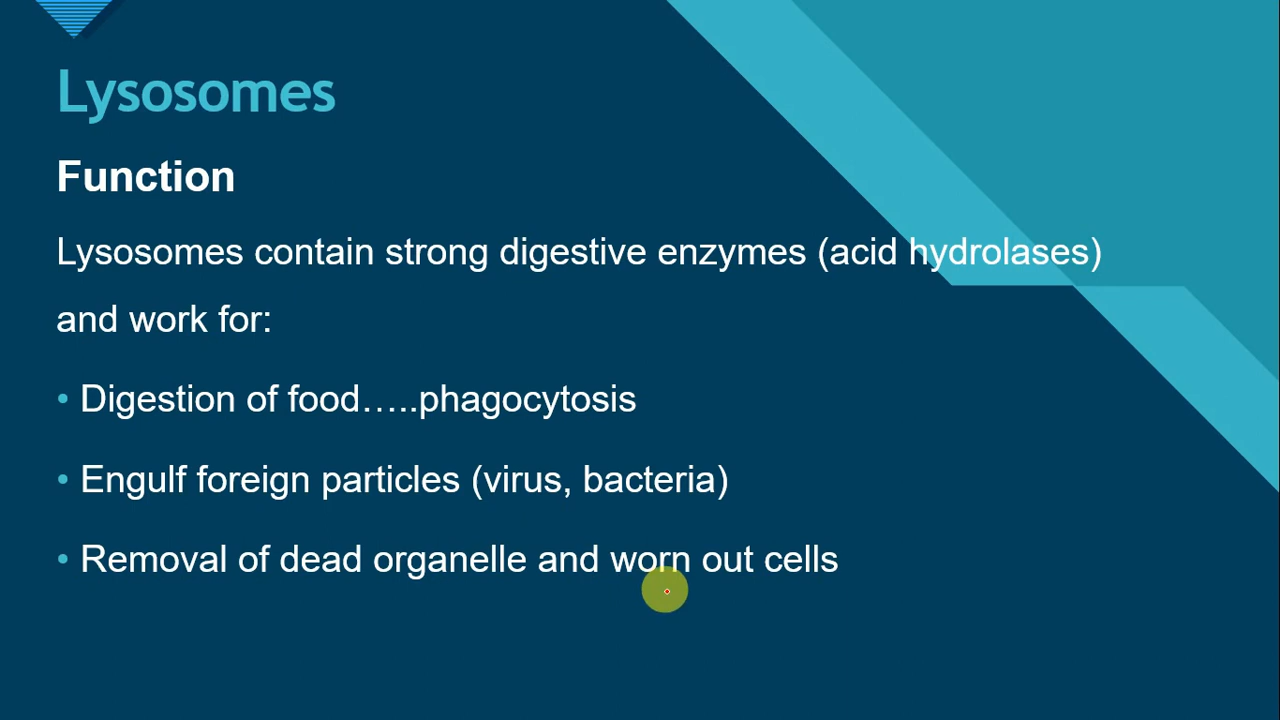 Lysosomes
Function
Lysosomes contain strong digestive enzymes (acid hydrolases)
and work for:
• Digestion of food…..phagocytosis
• Engulf foreign particles (virus, bacteria)
• Removal of dead organelle and worn out cells